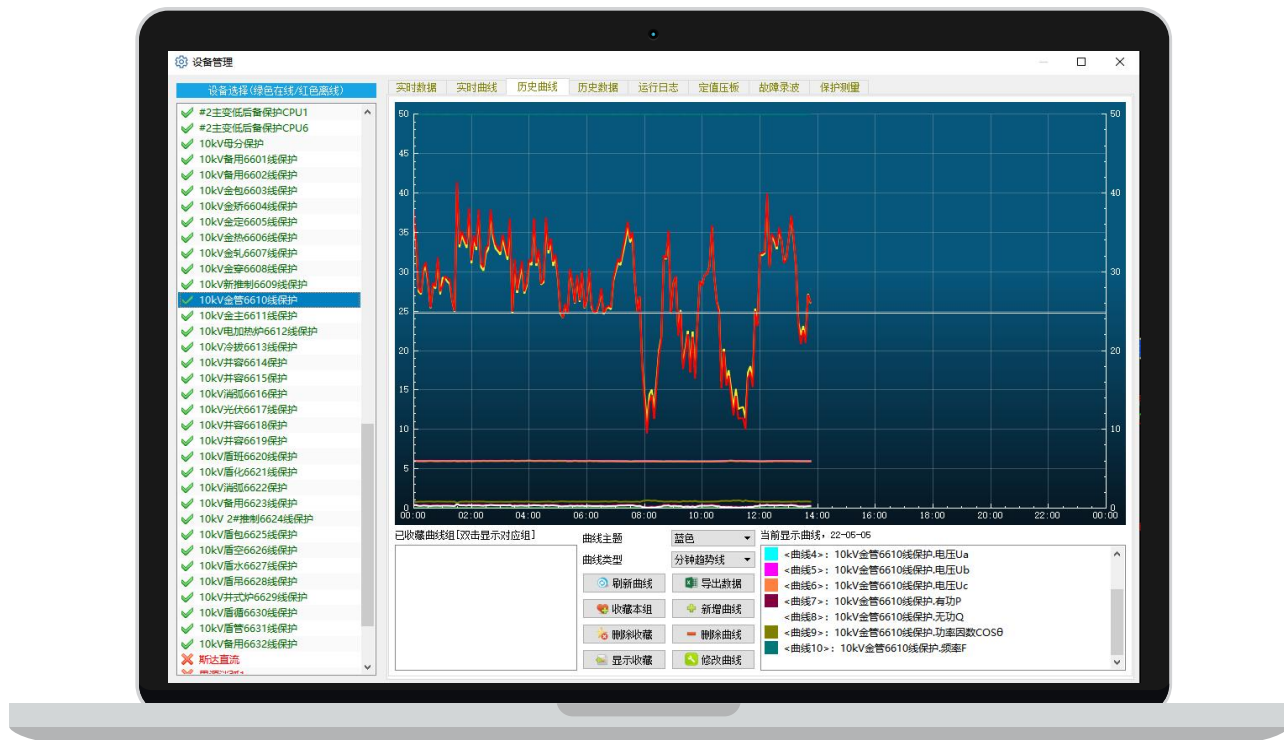 设备管理
设备选择(绿色在线/红色离线)
#2主变低后备保护CPU1
#2主变低后备保护CPU6
10kV母分保护
10kV备用6601线保护
10kV备用6602线保护
10kV金包6603线保护
10kV金矫6604线保护
10kV金定6605线保护
10kV金热6606线保护
10kV金轧6607线保护
10kV金穿6608线保护
10kV新推制6609线保护
10kV金管6610线保护
10kV金主6611线保护
10kV电加热炉6612线保护
10kV冷拔6613线保护
10kV并容6614保护
10kV并容6615保护
10kV消弧6616保护
10kV光伏6617线保护
10kV并容6618保护
10kV并容6619保护
10kV盾班6620线保护
10kV盾化6621线保护
10kV消弧6622保护
10kV备用6623线保护
10kV 2#推制6624线保护
10kV盾包6625线保护
10kV盾空6626线保护
10kV盾水6627线保护
10kV盾吊6628线保护
10kV井式炉6629线保护
10kV盾循6630线保护
10kV盾管6631线保护
10kV备用6632线保护
斯达直流
实时数据 实时曲线 历史曲线 历史数据 运行日志 定值压板 故障录波 保护测量
50 50
45
40 40
35
30 30
25
20 20
15
10 10
5
0 0
00:00 02:00 04:00 06:00 08:00 10:00 12:00 14:00 16:00 18:00 20:00 22:00 00:00
已收藏曲线组[双击显示对应组]
曲线主题 蓝色
曲线类型 分钟趋势线
刷新曲线 导出数据
收藏本组 新增曲线
删除收藏 删除曲线
显示收藏 修改曲线
当前显示曲线，22-05-05
<曲线4>: 10kV金管6610线保护.电压Ua
<曲线5>: 10kV金管6610线保护.电压Ub
<曲线6>: 10kV金管6610线保护.电压Uc
<曲线7>: 10kV金管6610线保护.有功P
<曲线8>: 10kV金管6610线保护.无功Q
<曲线9>: 10kV金管6610线保护.功率因数COSθ
<曲线10>: 10kV金管6610线保护.频率F